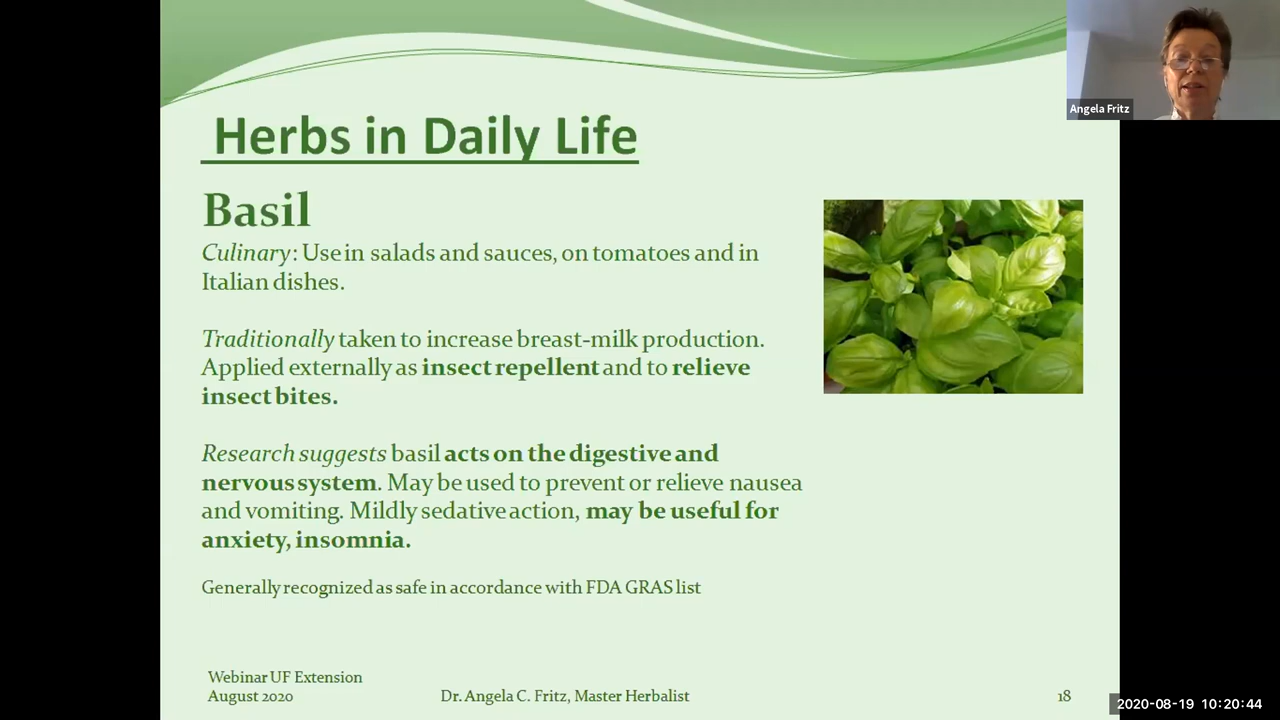 Angela Fritz
Herbs in Daily Life
Basil
Culinary: Use in salads and sauces, on tomatoes and in
Italian dishes.
Traditionally taken to increase breast-milk production.
Applied externally as insect repellent and to relieve
insect bites.
Research suggests basil acts on the digestive and
nervous system. May be used to prevent or relieve nausea
and vomiting. Mildly sedative action, may be useful for
anxiety, insomnia.
Generally recognized as safe in accordance with FDA GRAS list
Webinar UF Extension
August 2020
Dr. Angela C. Fritz, Master Herbalist
18
2020-08-19 10:20:44